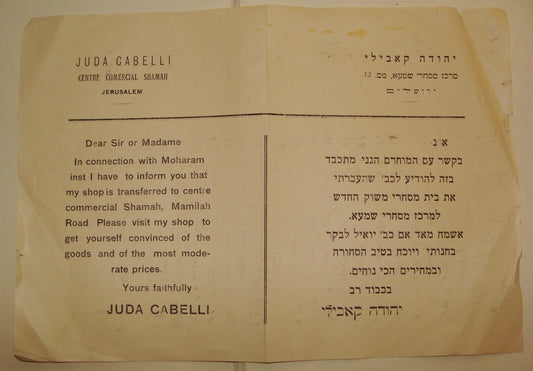 JUDA CABELLI
CENTRE COMERCIAL SHAMAH
JERUSALEM
Dear Sir or Madame
In connection with Moharam
inst I have to inform you that
my shop is transferred to centre
commercial Shamah, Mamilah
Road. Please visit my shop to
get yourself convinced of the
goods and of the most mode-
rate prices.
Yours faithfully
JUDA CABELLI
יהודה קאבילי
מרכז מסחרי שמעא, מס. 12
ירושלים
א. נ.
בקשר עם המוחרם הנני מתכבד
בזה להודיע לכב׳ שהעברתי
את בית מסחרי משוק החדש
למרכז מסחרי שמעא.
אשמח מאד אם כב׳ יואיל לבקר
בחנותי ויוכח בטיב הסחורה
ובמחירים הכי נוחים.
בכבוד רב
יהודה קאבילי